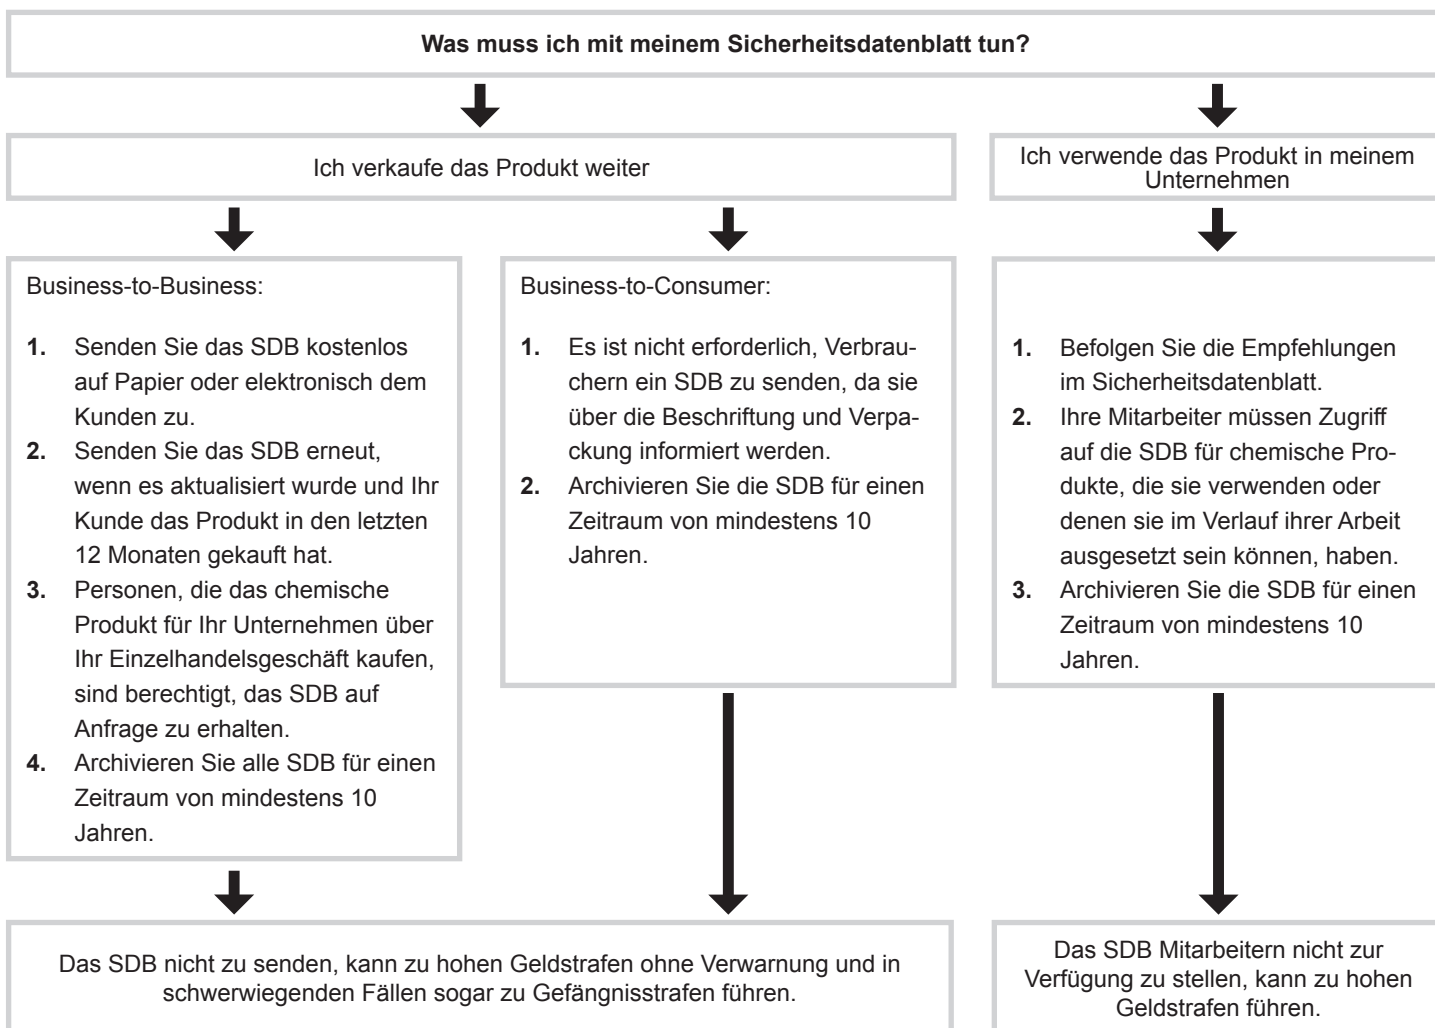 Was muss ich mit meinem Sicherheitsdatenblatt tun?
Ich verkaufe das Produkt weiter
Ich verwende das Produkt in meinem
Unternehmen
Business-to-Business:
1. Senden Sie das SDB kostenlos
auf Papier oder elektronisch dem
Kunden zu.
2. Senden Sie das SDB erneut,
wenn es aktualisiert wurde und Ihr
Kunde das Produkt in den letzten
12 Monaten gekauft hat.
3. Personen, die das chemische
Produkt für Ihr Unternehmen über
Ihr Einzelhandelsgeschäft kaufen,
sind berechtigt, das SDB auf
Anfrage zu erhalten.
4. Archivieren Sie alle SDB für einen
Zeitraum von mindestens 10
Jahren.
Business-to-Consumer:
1. Es ist nicht erforderlich, Verbrau-
chern ein SDB zu senden, da sie
über die Beschriftung und Verpa-
ckung informiert werden.
2. Archivieren Sie die SDB für einen
Zeitraum von mindestens 10
Jahren.
1. Befolgen Sie die Empfehlungen
im Sicherheitsdatenblatt.
2. Ihre Mitarbeiter müssen Zugriff
auf die SDB für chemische Pro-
dukte, die sie verwenden oder
denen sie im Verlauf ihrer Arbeit
ausgesetzt sein können, haben.
3. Archivieren Sie die SDB für einen
Zeitraum von mindestens 10
Jahren.
Das SDB nicht zu senden, kann zu hohen Geldstrafen ohne Verwarnung und in
schwerwiegenden Fällen sogar zu Gefängnisstrafen führen.
Das SDB Mitarbeitern nicht zur
Verfügung zu stellen, kann zu hohen
Geldstrafen führen.